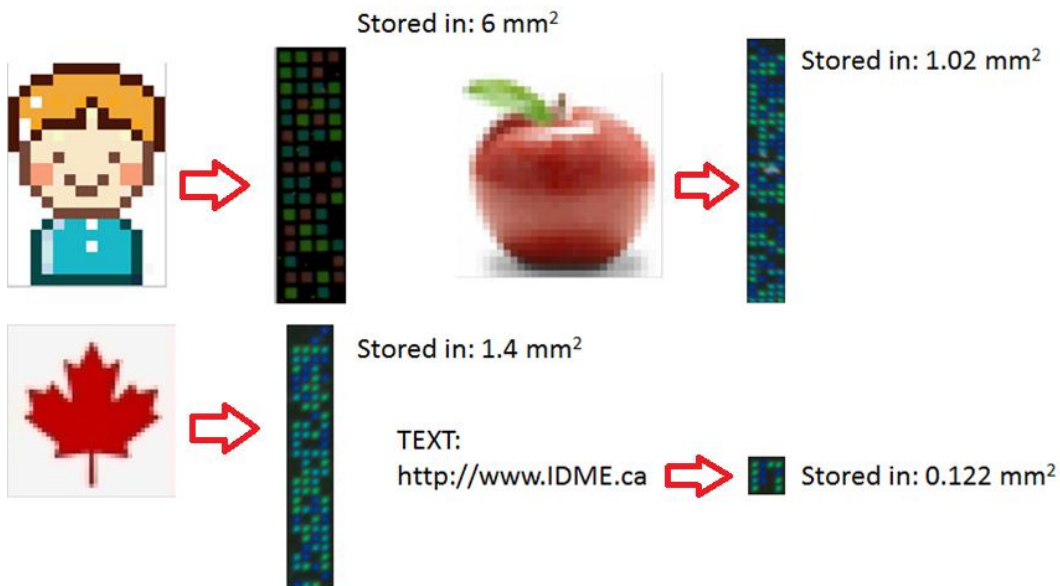 Stored in: 6 mm²
Stored in: 1.02 mm²
Stored in: 1.4 mm²
TEXT:
http://www.IDME.ca
Stored in: 0.122 mm²